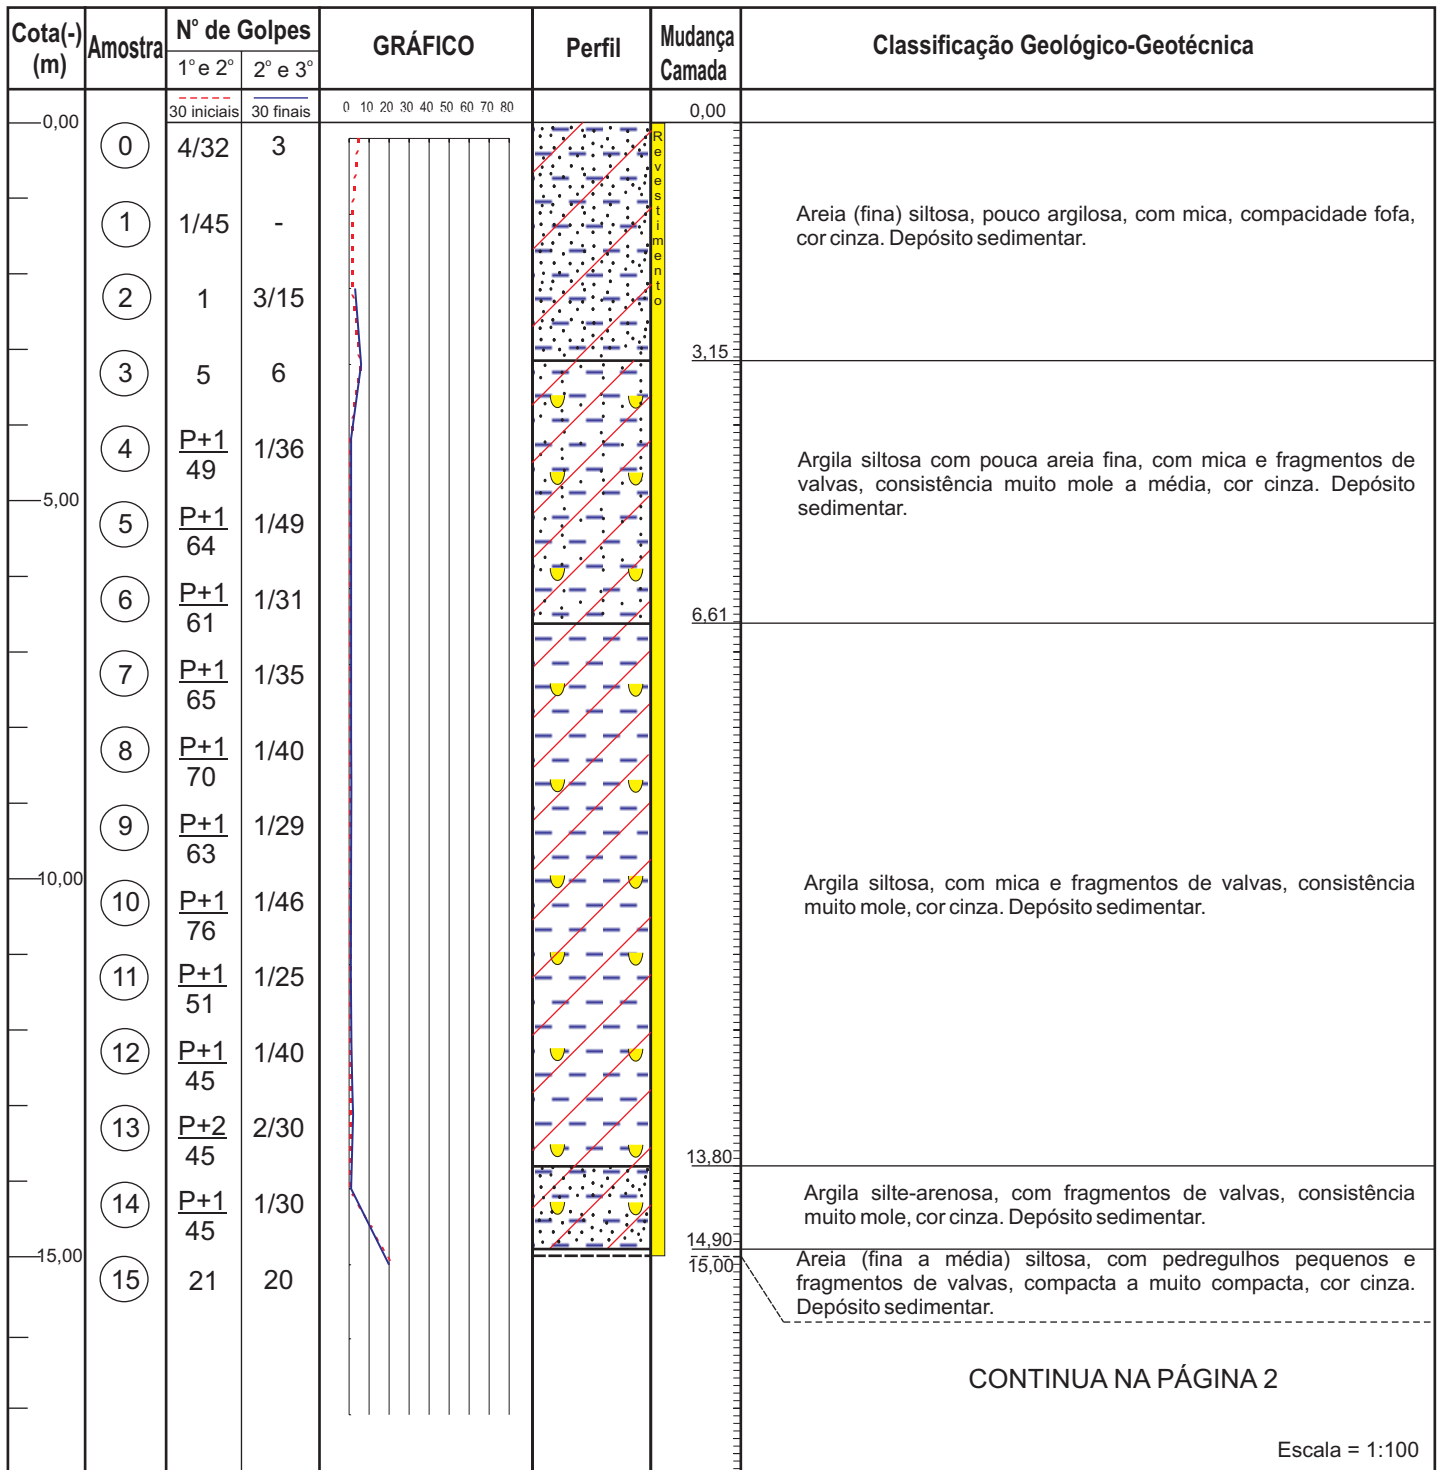 Cota(-) (m)
Amostra
N° de Golpes
1° e 2°
2° e 3°
GRÁFICO
Perfil
Mudança Camada
Classificação Geológico-Geotécnica
30 iniciais
30 finais
0 10 20 30 40 50 60 70 80
0,00
0,00
Revestimento
0 4/32 3
1 1/45 -
Areia (fina) siltosa, pouco argilosa, com mica, compacidade fofa,
cor cinza. Depósito sedimentar.
2 1 3/15
3,15
3 5 6
4 P+1/49 1/36
Argila siltosa com pouca areia fina, com mica e fragmentos de
valvas, consistência muito mole a média, cor cinza. Depósito
sedimentar.
5,00
5 P+1/64 1/49
6 P+1/61 1/31
6,61
7 P+1/65 1/35
8 P+1/70 1/40
9 P+1/63 1/29
10,00
10 P+1/76 1/46
Argila siltosa, com mica e fragmentos de valvas, consistência
muito mole, cor cinza. Depósito sedimentar.
11 P+1/51 1/25
12 P+1/45 1/40
13 P+2/45 2/30
13,80
14 P+1/45 1/30
Argila silte-arenosa, com fragmentos de valvas, consistência
muito mole, cor cinza. Depósito sedimentar.
14,90
15,00
15,00
15 21 20
Areia (fina a média) siltosa, com pedregulhos pequenos e
fragmentos de valvas, compacta a muito compacta, cor cinza.
Depósito sedimentar.
CONTINUA NA PÁGINA 2
Escala = 1:100